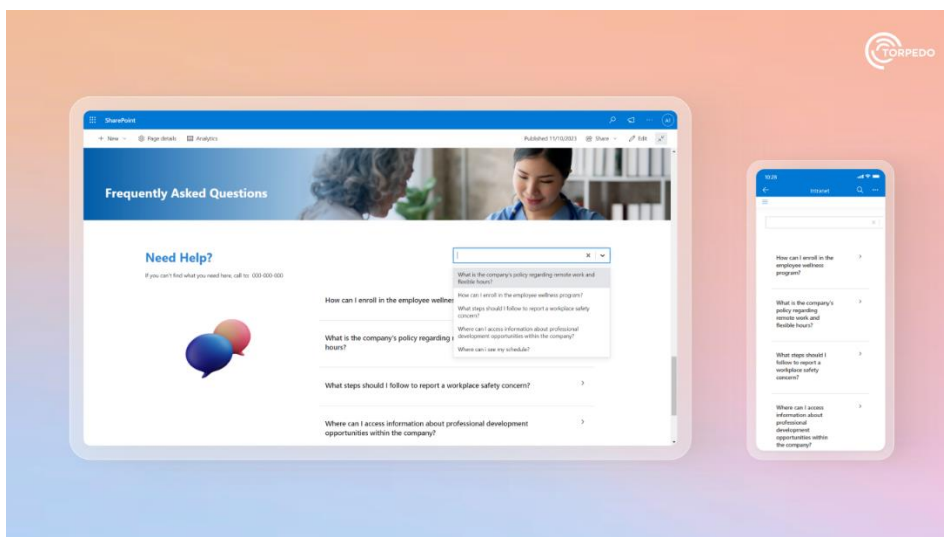 TORPEDO
SharePoint
+ New
Page details
Analytics
Published 11/10/2023
Share
Edit
Frequently Asked Questions
Need Help?
If you can't find what you need here, call to: 000-000-000
What is the company's policy regarding remote work and
flexible hours?
How can I enroll in the employee wellness program?
What steps should I follow to report a workplace safety
concern?
Where can I access information about professional
development opportunities within the company?
Where can I see my schedule?
How can I enroll in the employee wellne
What is the company's policy regarding
hours?
What steps should I follow to report a workplace safety concern?
Where can I access information about professional development
opportunities within the company?
10:28
Intranet
How can I enroll in the
employee wellness
program?
What is the company's
policy regarding
remote work and
flexible hours?
What steps should I
follow to report a
workplace safety
concern?
Where can I access
information about
professional
development
opportunities within
the company?